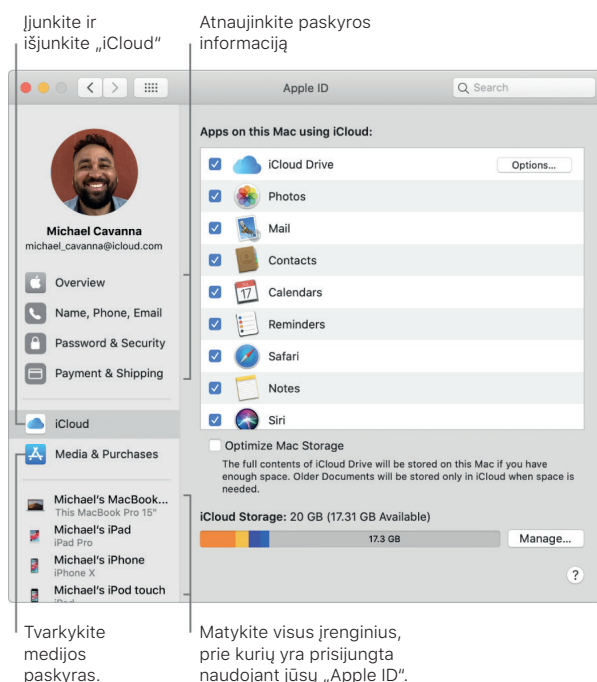 Įjunkite ir
išjunkite „iCloud“
Atnaujinkite paskyros
informaciją
Apple ID
Search
Michael Cavanna
michael_cavanna@icloud.com
Overview
Name, Phone, Email
Password & Security
Payment & Shipping
iCloud
Media & Purchases
Michael's MacBook...
This MacBook Pro 15"
Michael's iPad
iPad Pro
Michael's iPhone
iPhone X
Michael's iPod touch
Apps on this Mac using iCloud:
iCloud Drive
Options...
Photos
Mail
Contacts
17
Calendars
Reminders
Safari
Notes
Siri
Optimize Mac Storage
The full contents of iCloud Drive will be stored on this Mac if you have
enough space. Older Documents will be stored only in iCloud when space is
needed.
iCloud Storage: 20 GB (17.31 GB Available)
17.3 GB
Manage...
?
Tvarkykite
medijos
paskyras.
Matykite visus įrenginius,
prie kurių yra prisijungta
naudojant jūsų „Apple ID“.